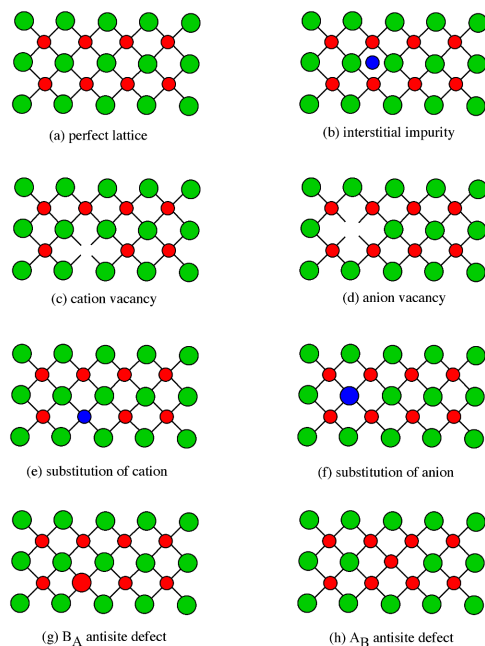 (a) perfect lattice
(b) interstitial impurity
(c) cation vacancy
(d) anion vacancy
(e) substitution of cation
(f) substitution of anion
(g) B_A antisite defect
(h) A_B antisite defect